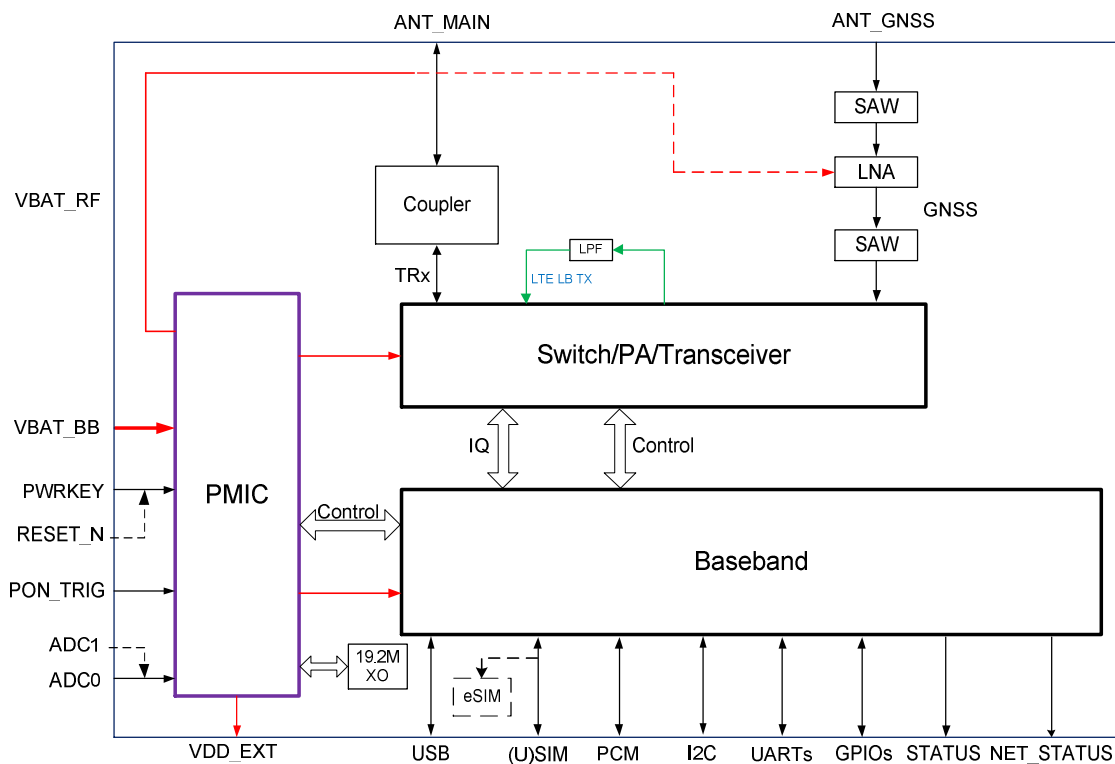 ANT_MAIN
ANT_GNSS
SAW
LNA
VBAT_RF
Coupler
GNSS
SAW
LPF
TRx
LTE LB TX
Switch/PA/Transceiver
VBAT_BB
IQ
Control
PWRKEY
PMIC
RESET_N
Control
Baseband
PON_TRIG
ADC1
19.2M
XO
ADC0
eSIM
VDD_EXT
USB
(U)SIM
PCM
I2C
UARTs
GPIOs
STATUS
NET_STATUS